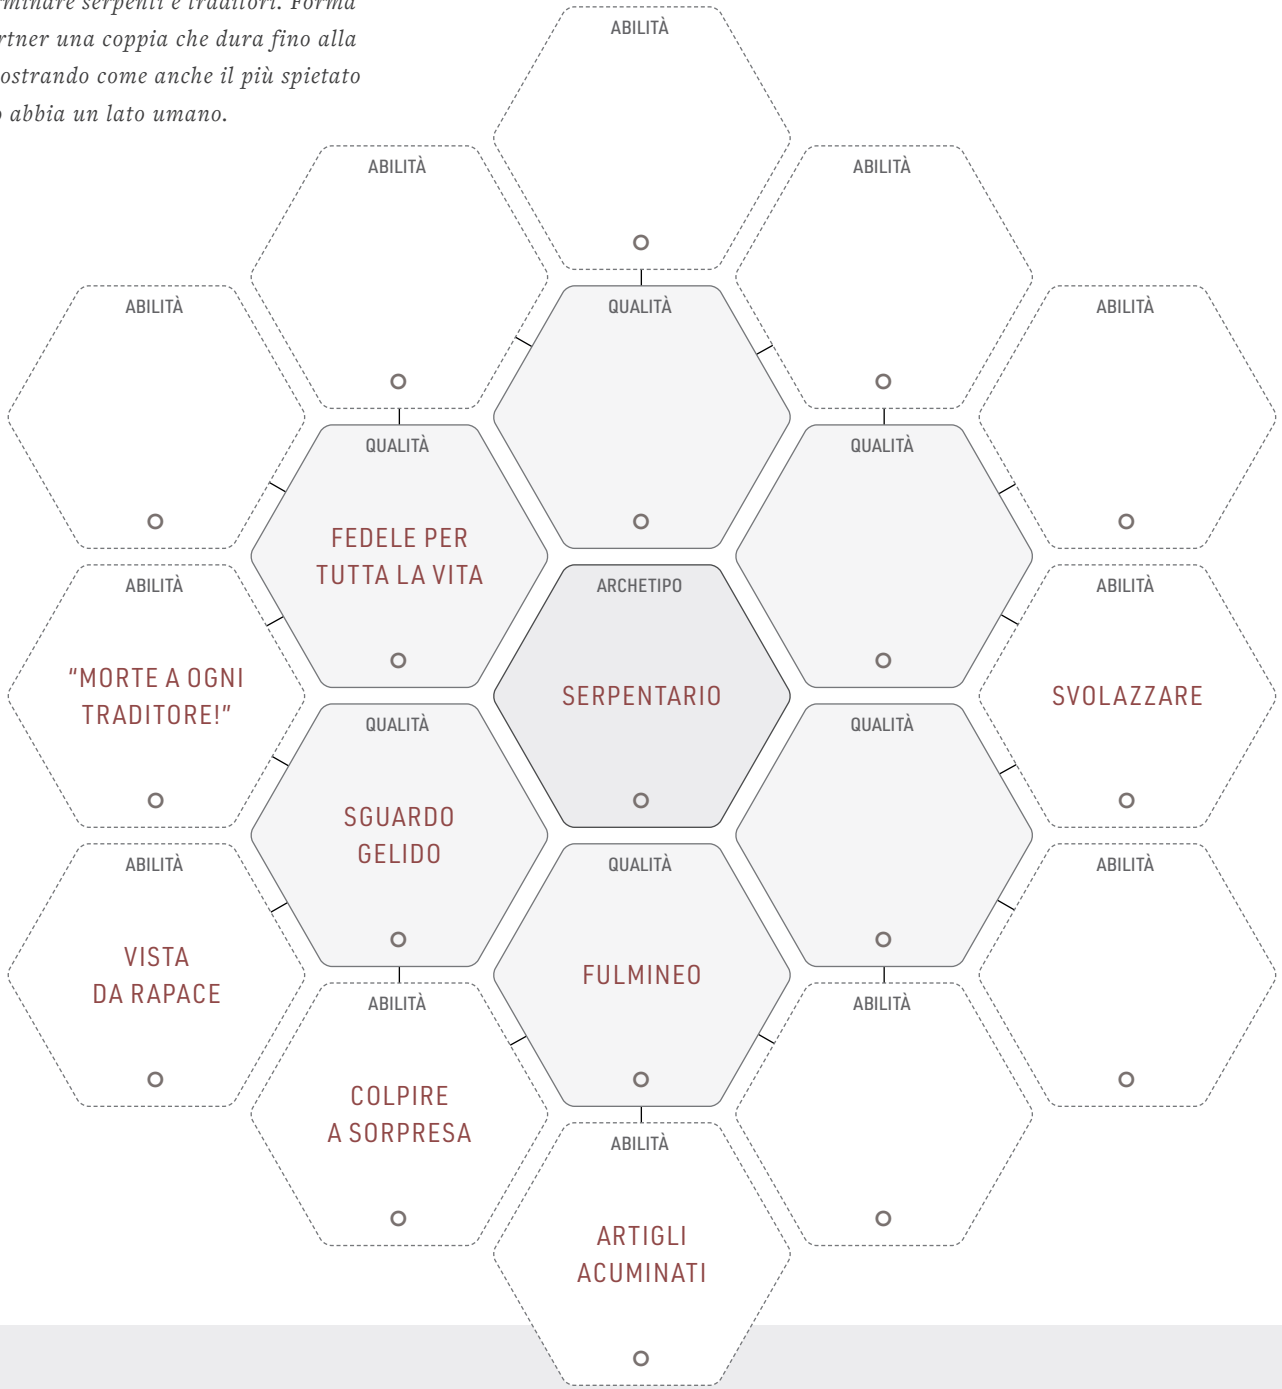 serpenti e traditori. Forma
una coppia che dura fino alla
come anche il più spietato
abbia un lato umano.
ABILITÀ
ABILITÀ
ABILITÀ
ABILITÀ
QUALITÀ
ABILITÀ
QUALITÀ
QUALITÀ
FEDELE PER
TUTTA LA VITA
ABILITÀ
ARCHETIPO
ABILITÀ
“MORTE A OGNI
TRADITORE!”
SERPENTARIO
SVOLAZZARE
QUALITÀ
QUALITÀ
SGUARDO
GELIDO
ABILITÀ
QUALITÀ
ABILITÀ
VISTA
DA RAPACE
FULMINEO
ABILITÀ
ABILITÀ
COLPIRE
A SORPRESA
ABILITÀ
ARTIGLI
ACUMINATI